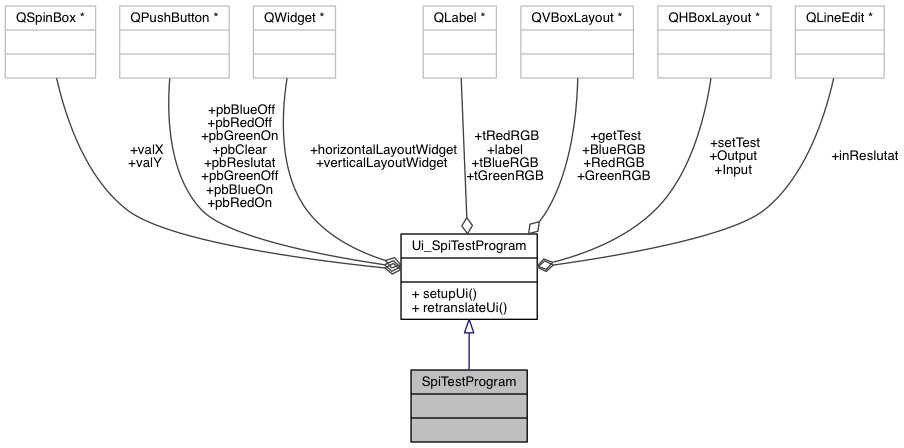 QSpinBox *
QPushButton *
QWidget *
QLabel *
QVBoxLayout *
QHBoxLayout *
QLineEdit *
+valX
+valY
+pbBlueOff
+pbRedOff
+pbGreenOn
+pbClear
+pbReslutat
+pbGreenOff
+pbBlueOn
+pbRedOn
+horizontalLayoutWidget
+verticalLayoutWidget
+tRedRGB
+label
+tBlueRGB
+tGreenRGB
+getTest
+BlueRGB
+RedRGB
+GreenRGB
+setTest
+Output
+Input
+inReslutat
Ui_SpiTestProgram
+ setupUi()
+ retranslateUi()
SpiTestProgram